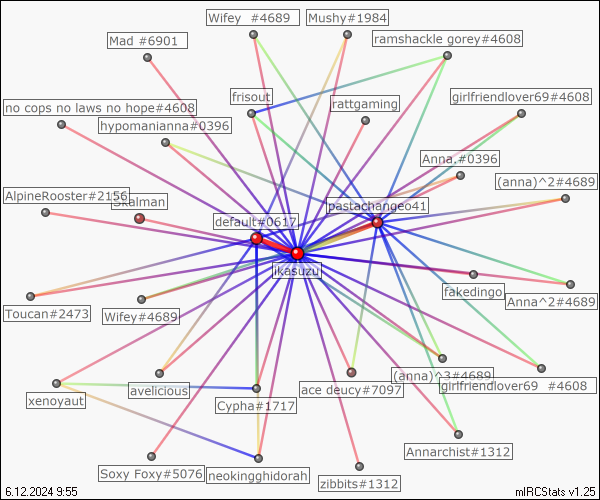 Wifey #4689
Mushy#1984
Mad #6901
ramshackle gorey#4608
no cops no laws no hope#4608
frisout
rattgaming
girlfriendlover69#4608
hypomanianna#0396
Anna.#0396
AlpineRooster#2156
Skalman
(anna)^2#4689
default#0617
pastachangeo41
ikasuzu
fakedingo
Toucan#2473
Wifey#4689
Anna^2#4689
xenoyaut
avelicious
Cypha#1717
ace deucy#7097
(anna)^3#4689
girlfriendlover69 #4608
Soxy Foxy#5076
neokingghidorah
zibbits#1312
Annarchist#1312
6.12.2024 9:55
mIRCStats v1.25